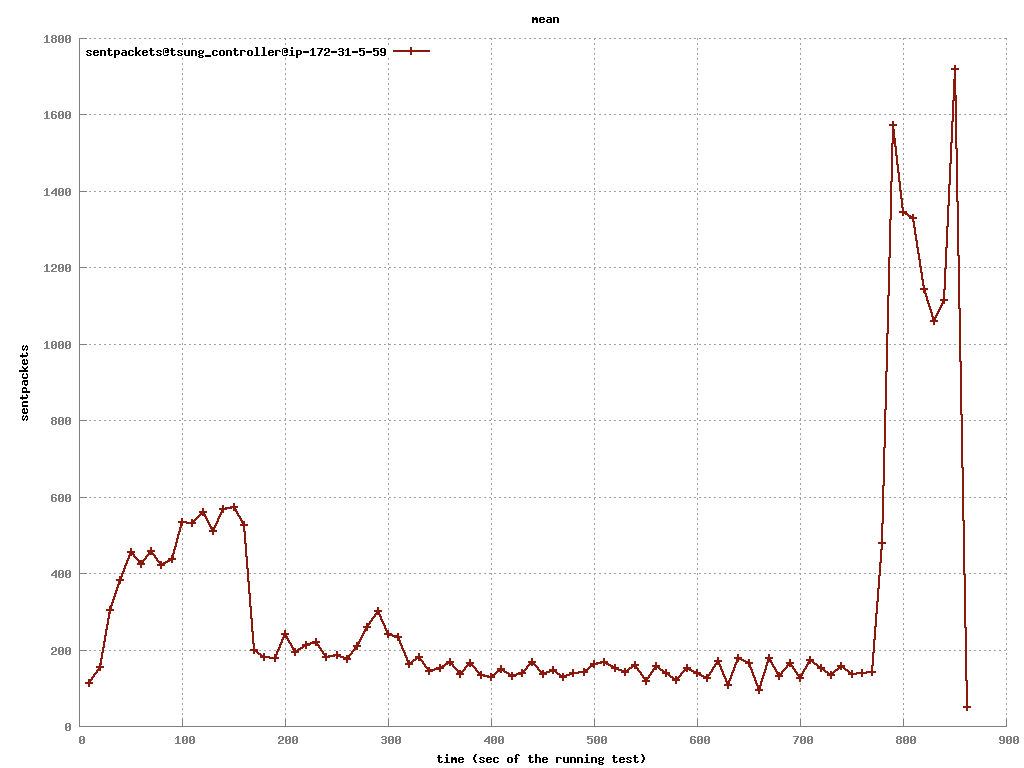 mean
1800
sentpackets@tsung_controller@ip-172-31-5-59
1600
1400
1200
1000
sentpackets
800
600
400
200
0
0 100 200 300 400 500 600 700 800 900
time (sec of the running test)